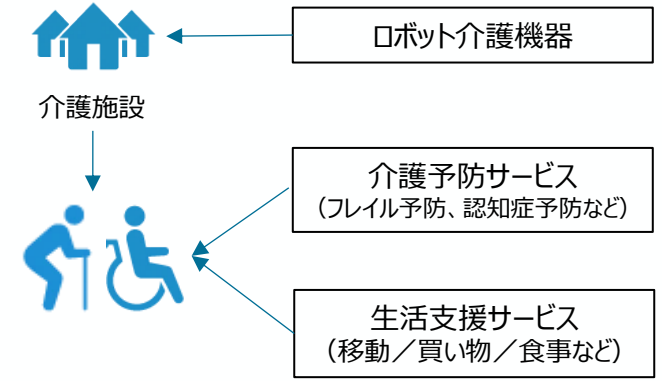 ロボット介護機器
介護施設
介護予防サービス
（フレイル予防、認知症予防など）
生活支援サービス
（移動／買い物／食事など）